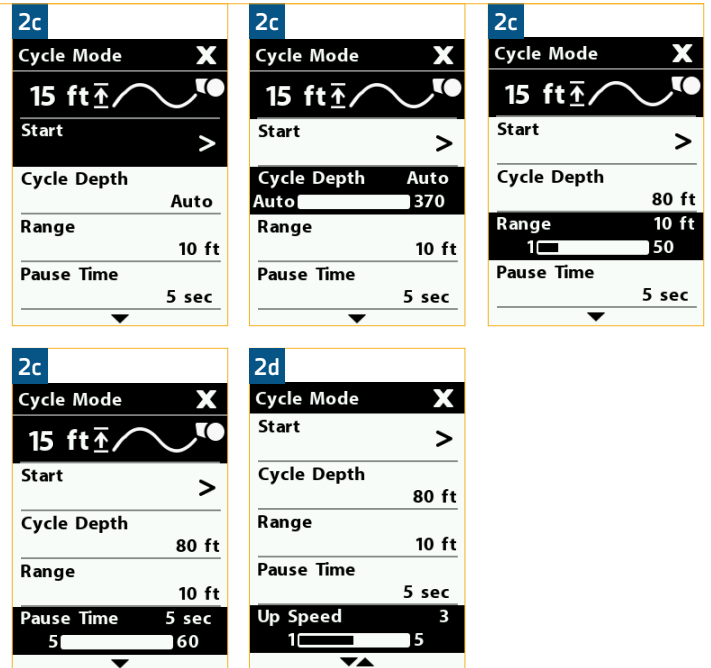 2c
Cycle Mode X
15 ft
Start >
Cycle Depth
Auto
Range
10 ft
Pause Time
5 sec
2c
Cycle Mode X
15 ft
Start >
Cycle Depth Auto
Auto 370
Range
10 ft
Pause Time
5 sec
2c
Cycle Mode X
15 ft
Start >
Cycle Depth
80 ft
Range 10 ft
1 50
Pause Time
5 sec
2c
Cycle Mode X
15 ft
Start >
Cycle Depth
80 ft
Range
10 ft
Pause Time 5 sec
5 60
2d
Cycle Mode X
Start >
Cycle Depth
80 ft
Range
10 ft
Pause Time
5 sec
Up Speed 3
1 5